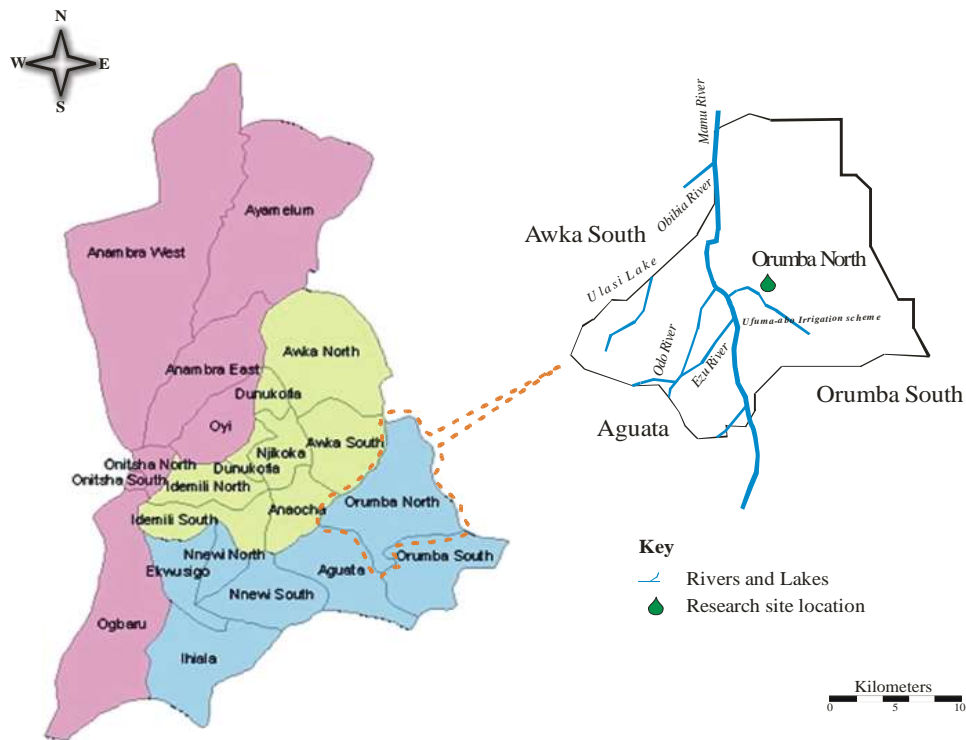 N
W
E
S
Ayamelum
Anambra West
Awka North
Anambra East
Dunukofia
Oyi
Awka South
Njikoka
Onitsha North
Dunukofia
Onitsha South
Idemili North
Orumba North
Anaocha
Idemili South
Nnewi North
Orumba South
Ekwusigo
Aguata
Nnewi South
Ogbaru
Ihiala
Mamu River
Obibia River
Awka South
Ulasi Lake
Orumba North
Ufuma-abo Irrigation scheme
Odo River
Ezu River
Orumba South
Aguata
Key
Rivers and Lakes
Research site location
Kilometers
0 5 10